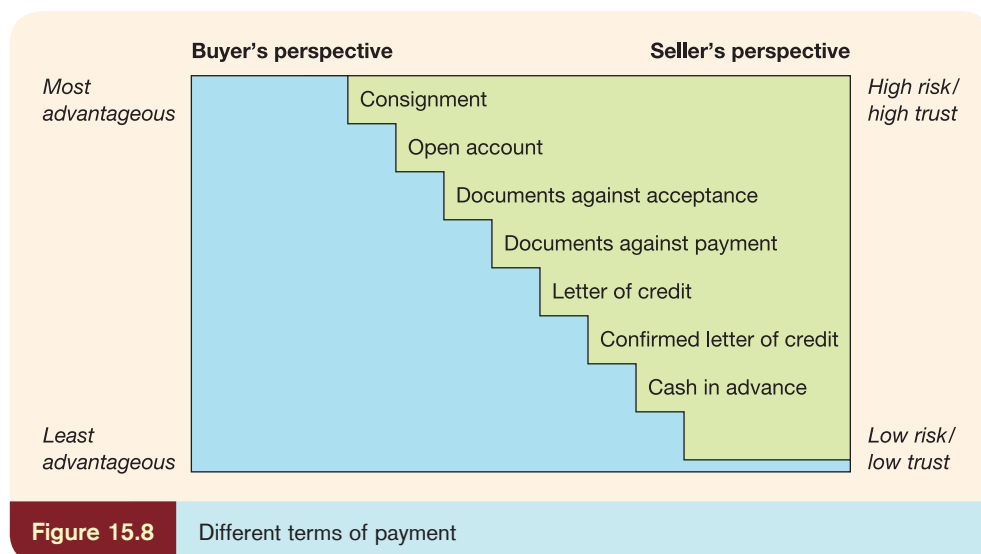 Buyer's perspective
Seller's perspective
Most
advantageous
High risk/
high trust
Consignment
Open account
Documents against acceptance
Documents against payment
Letter of credit
Confirmed letter of credit
Cash in advance
Least
advantageous
Low risk/
low trust
Figure 15.8
Different terms of payment